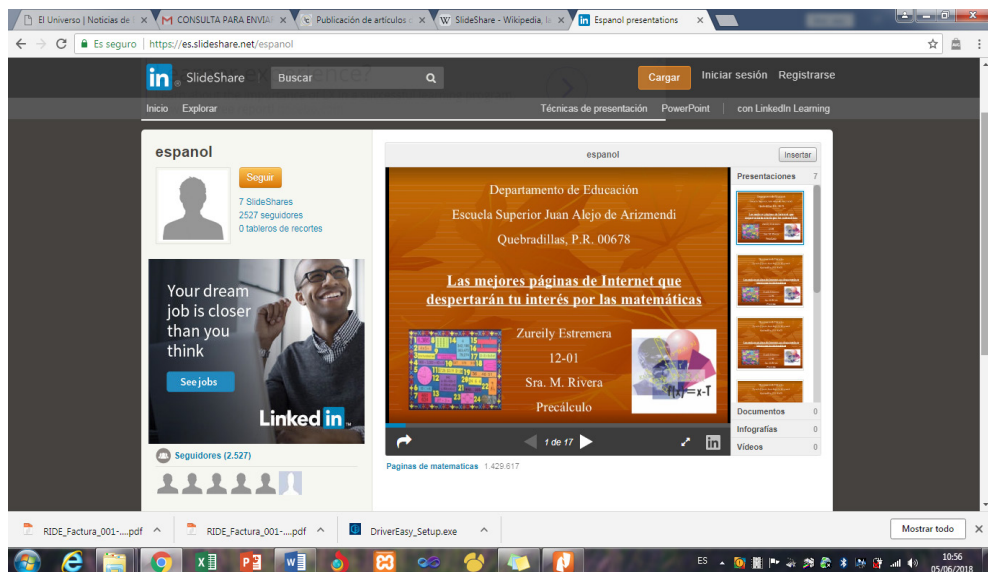 El Universo | Noticias de
CONSULTA PARA ENVIAR
Publicación de artículos
SlideShare - Wikipedia, l
Espanol presentations
Es seguro | https://es.slideshare.net/espanol
in SlideShare
Buscar
Cargar
Iniciar sesión Registrarse
Inicio Explorar
Técnicas de presentación PowerPoint con LinkedIn Learning
espanol
Seguir
7 SlideShares
2527 seguidores
0 tableros de recortes
Your dream
job is closer
than you
think
See jobs
Linked in
Seguidores (2.527)
espanol
Insertar
Departamento de Educación
Escuela Superior Juan Alejo de Arizmendi
Quebradillas, P.R. 00678
Las mejores páginas de Internet que
despertarán tu interés por las matemáticas
Zureily Estremera
12-01
Sra. M. Rivera
Precálculo
f(x)=x-1
1 de 17
in
Paginas de matematicas 1.429.617
Presentaciones 7
Documentos 0
Infografías 0
Vídeos 0
RIDE_Factura_001-....pdf
RIDE_Factura_001-....pdf
DriverEasy_Setup.exe
Mostrar todo
ES
10:56
05/06/2018